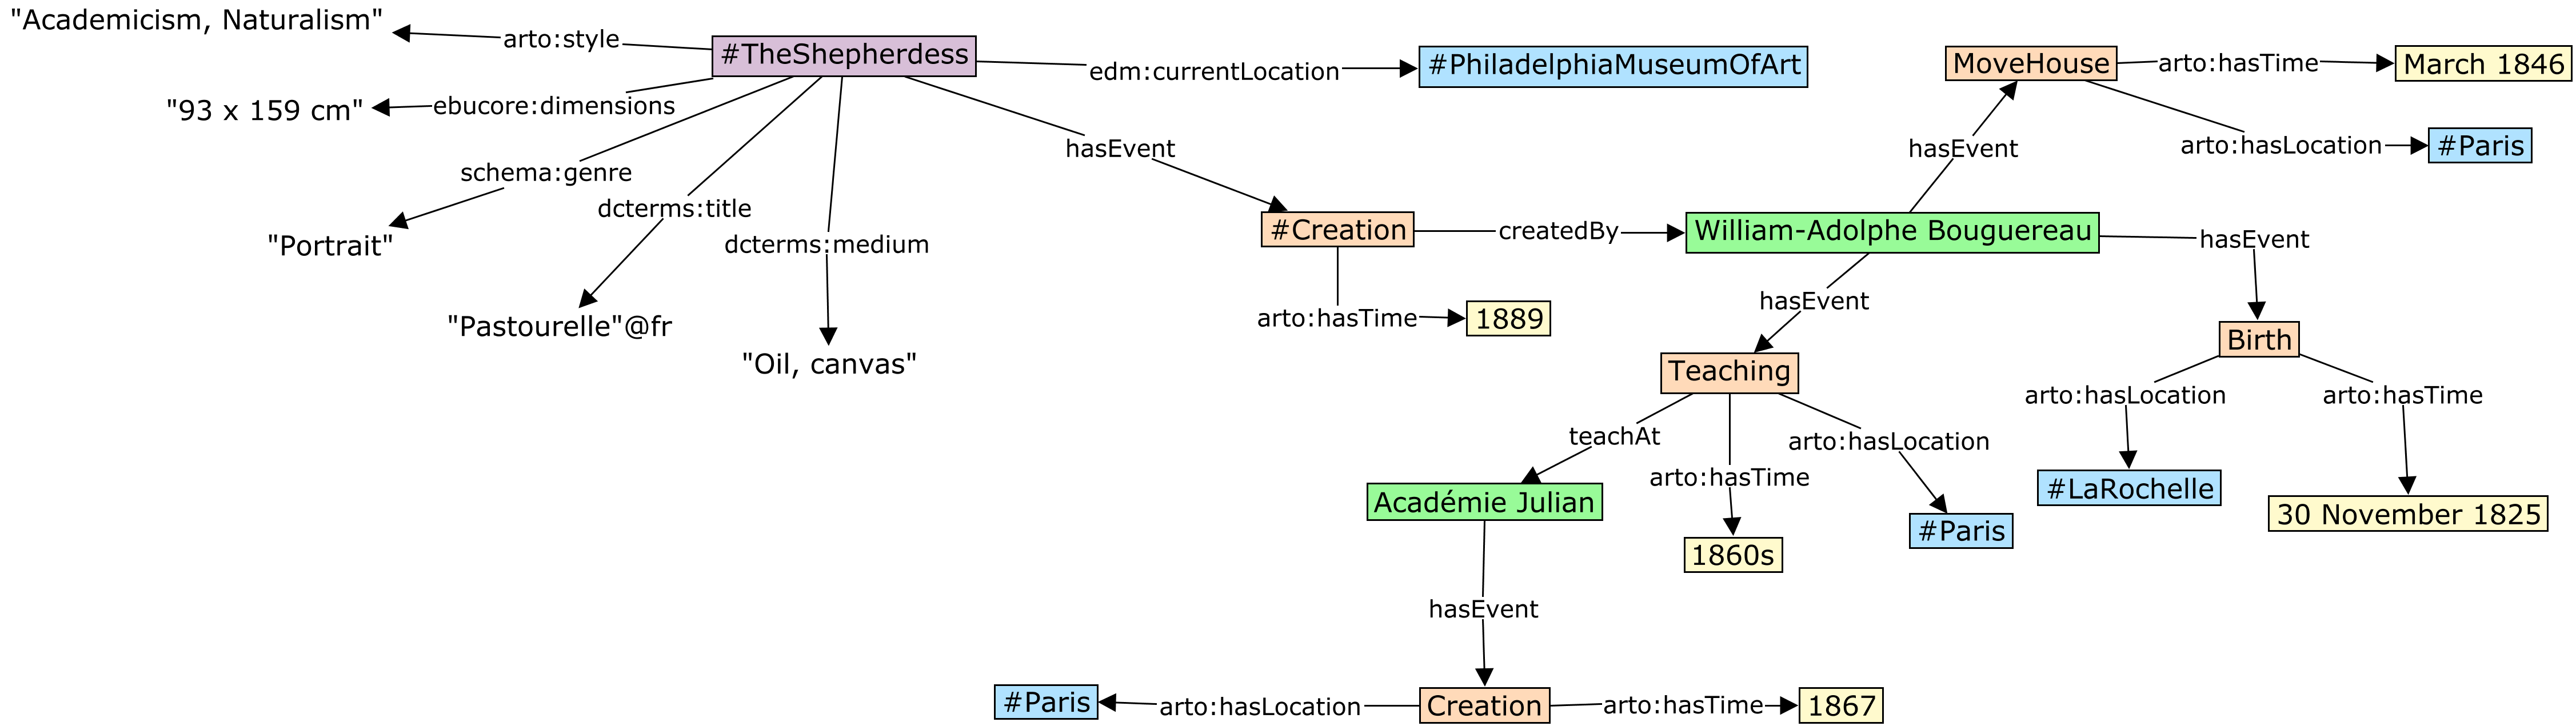 "Academicism, Naturalism"
arto:style
#TheShepherdess
edm:currentLocation
#PhiladelphiaMuseumOfArt
MoveHouse
arto:hasTime
March 1846
"93 x 159 cm"
ebucore:dimensions
hasEvent
hasEvent
arto:hasLocation
#Paris
schema:genre
dcterms:title
"Portrait"
dcterms:medium
#Creation
createdBy
William-Adolphe Bouguereau
hasEvent
"Pastourelle"@fr
arto:hasTime
1889
hasEvent
Birth
"Oil, canvas"
Teaching
arto:hasLocation
arto:hasTime
teachAt
arto:hasTime
arto:hasLocation
Académie Julian
#LaRochelle
30 November 1825
1860s
#Paris
hasEvent
#Paris
arto:hasLocation
Creation
arto:hasTime
1867